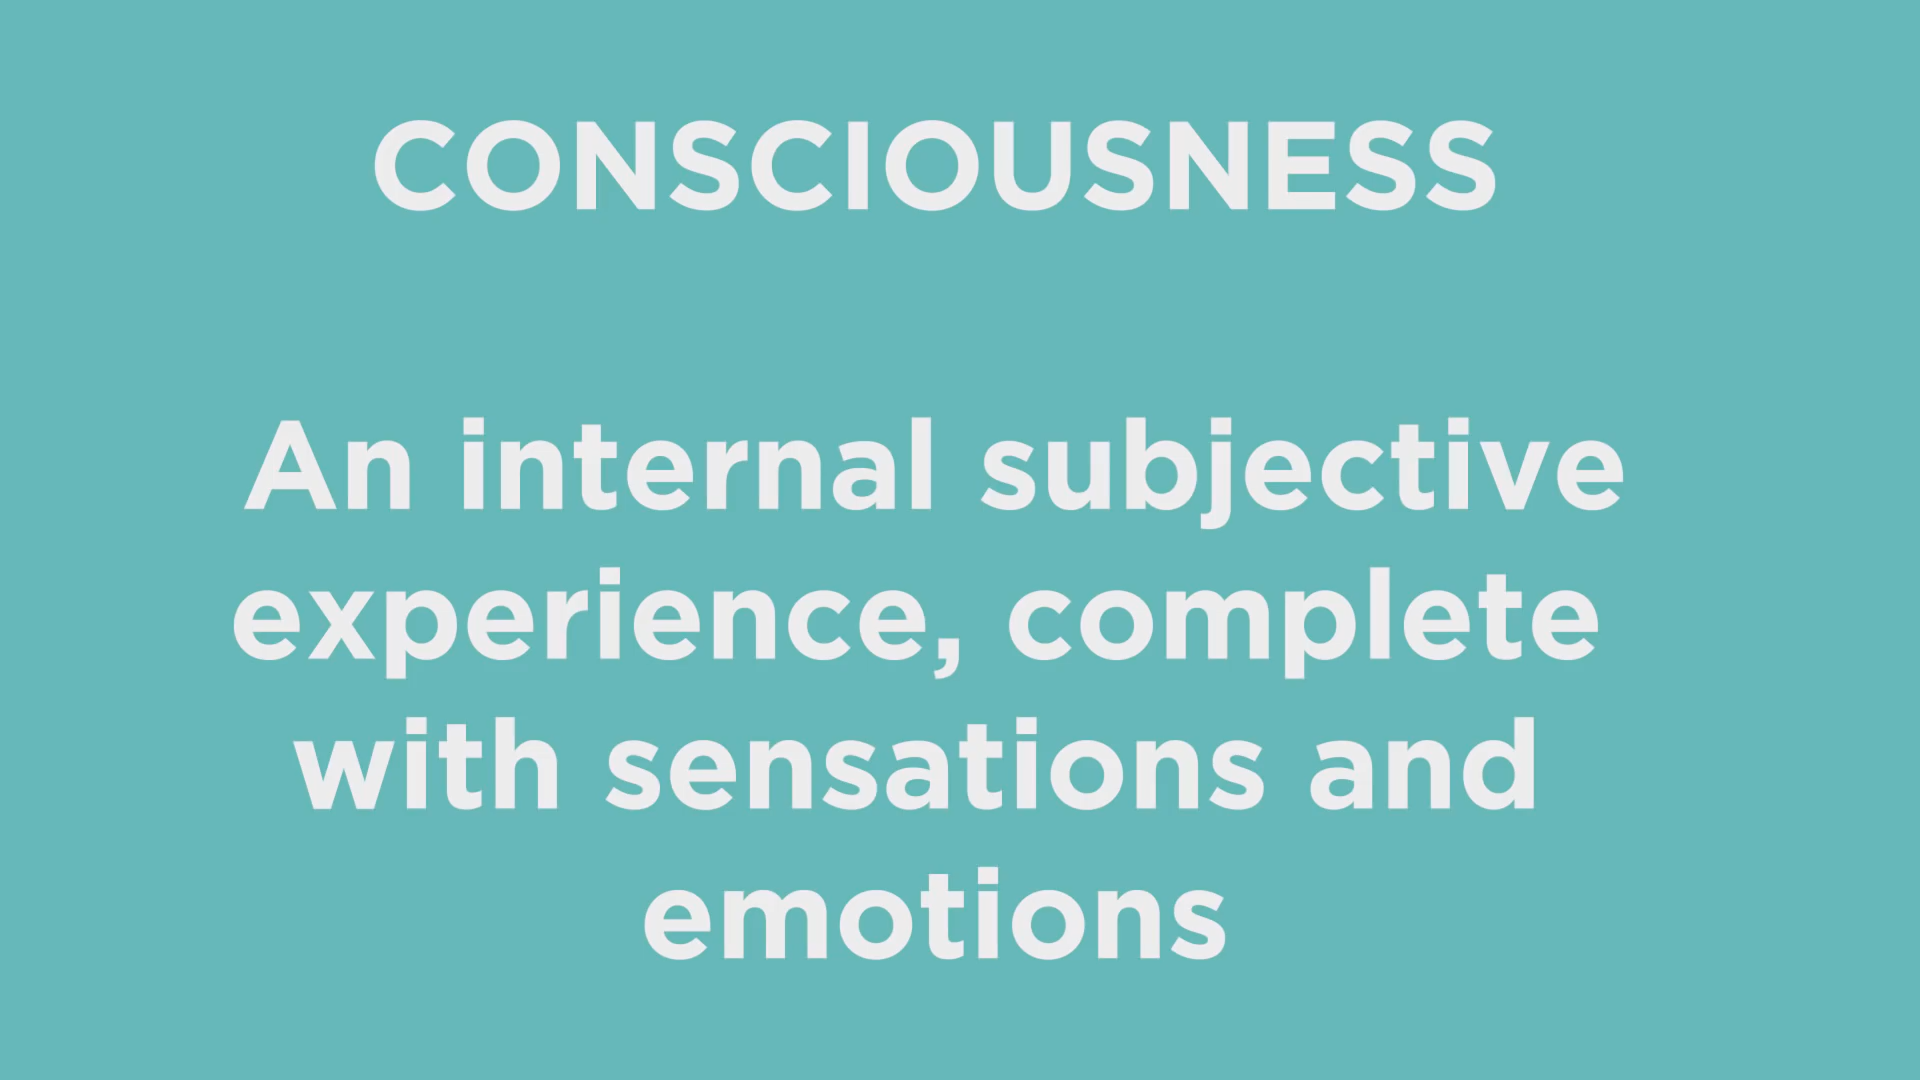 CONSCIOUSNESS
An internal subjective
experience, complete
with sensations and
emotions